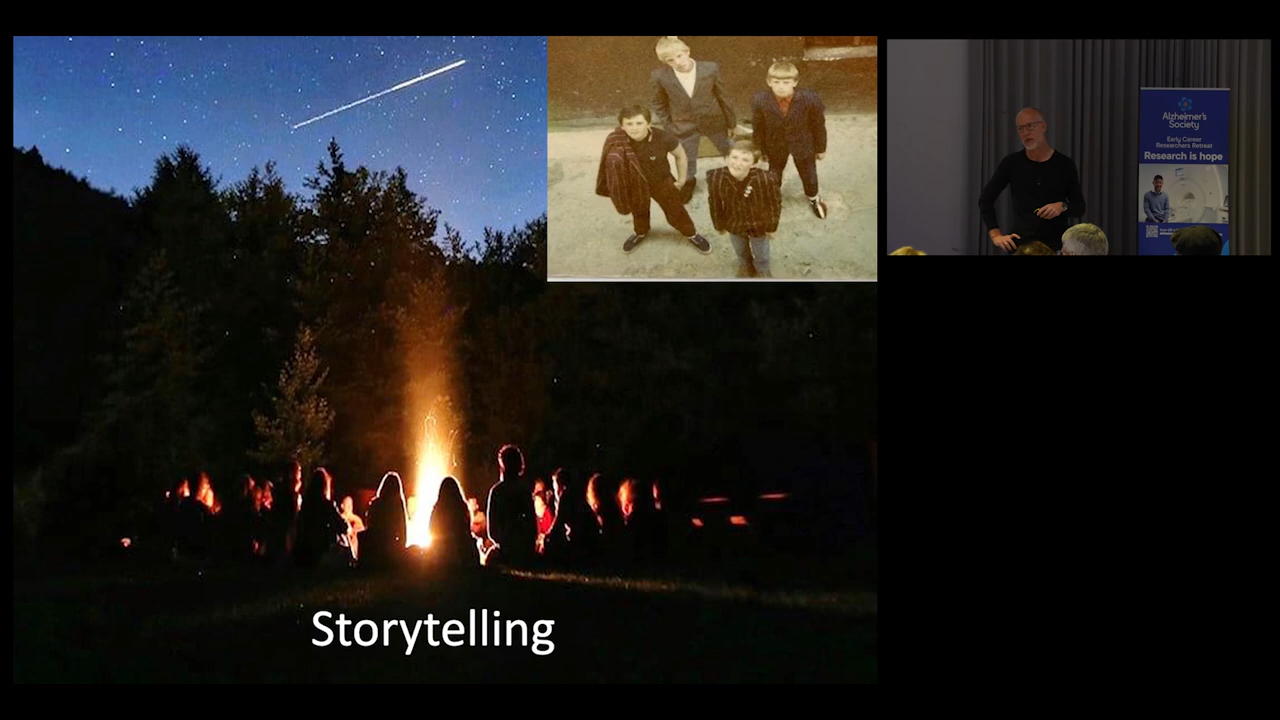 Storytelling
Alzheimer's
Society
Early Career
Researchers Retreat
Research is hope